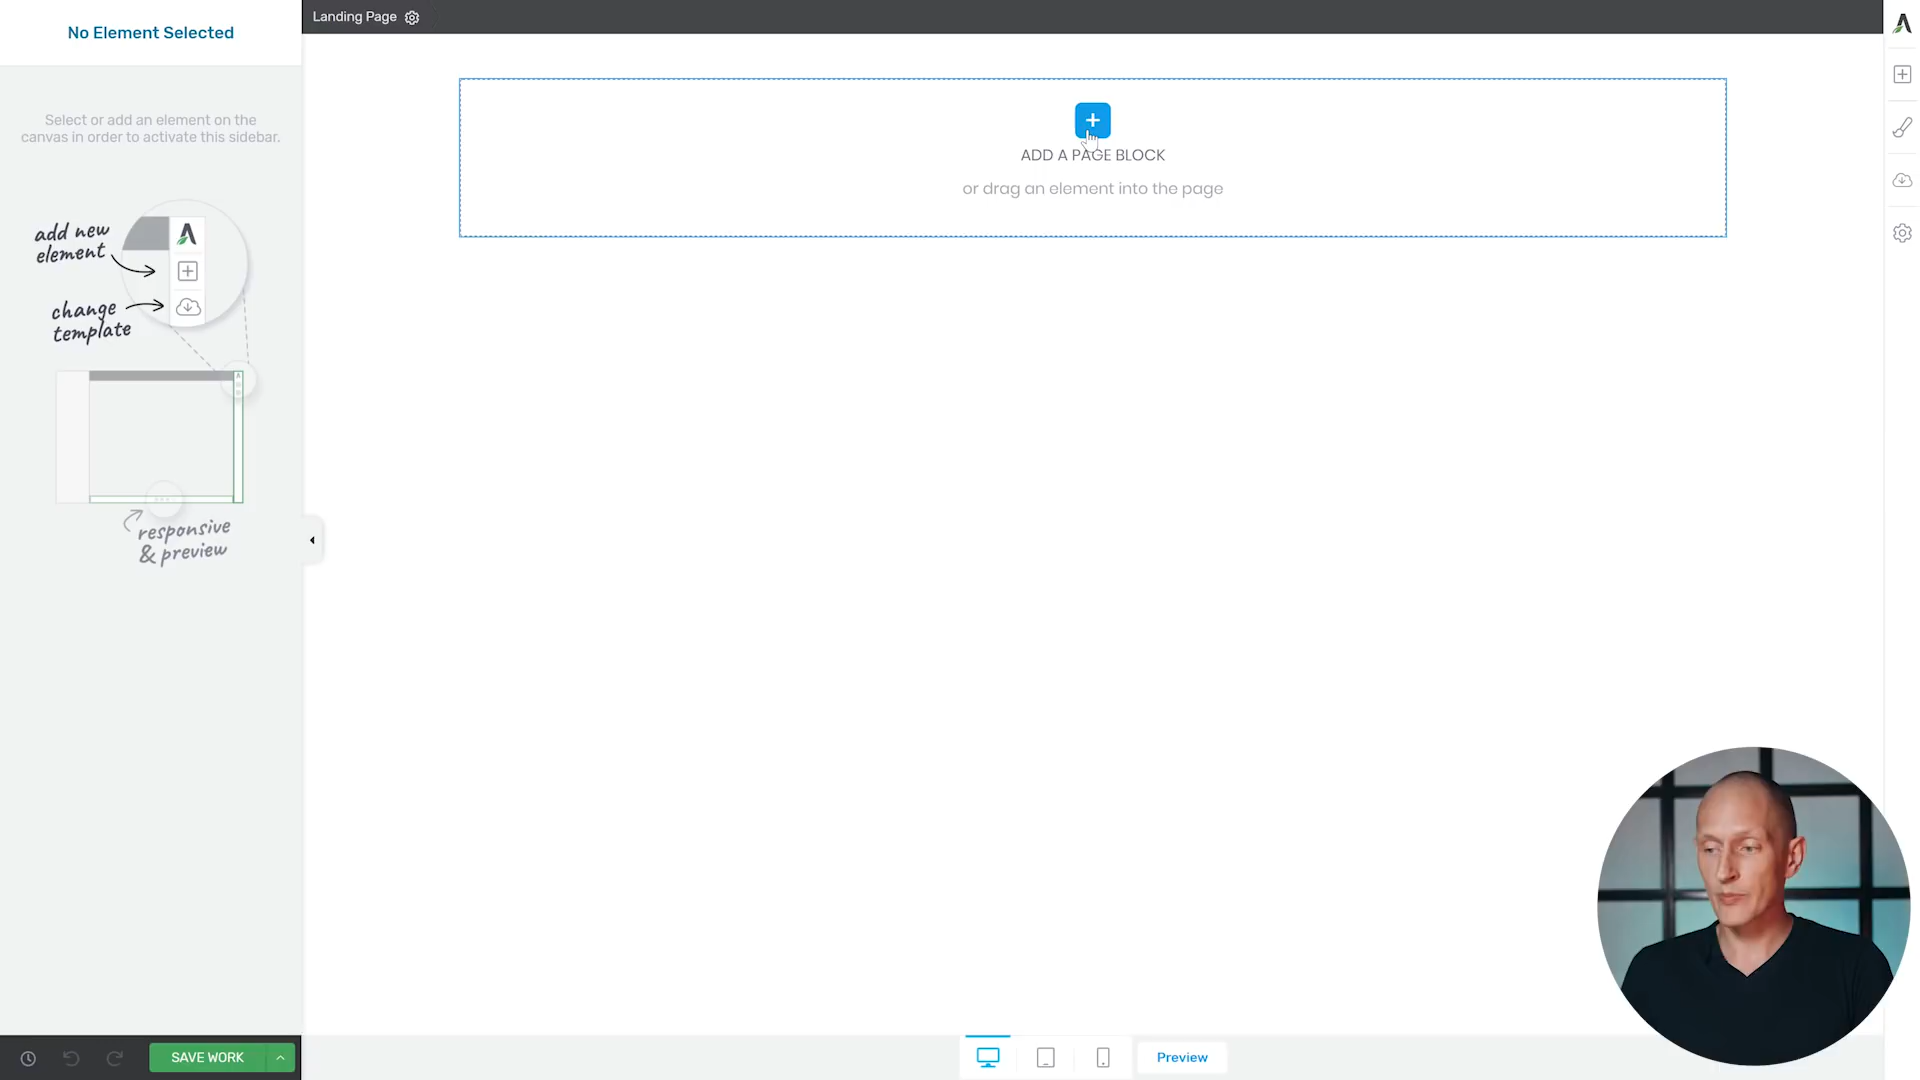 No Element Selected
Landing Page
Select or add an element on the
canvas in order to activate this sidebar.
add new
element
change
template
responsive
& preview
ADD A PAGE BLOCK
or drag an element into the page
SAVE WORK
Preview